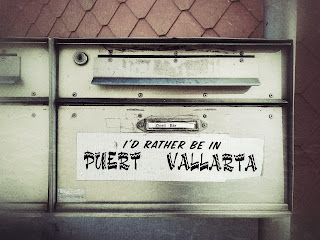 I'D RATHER BE IN
PUERT VALLARTA